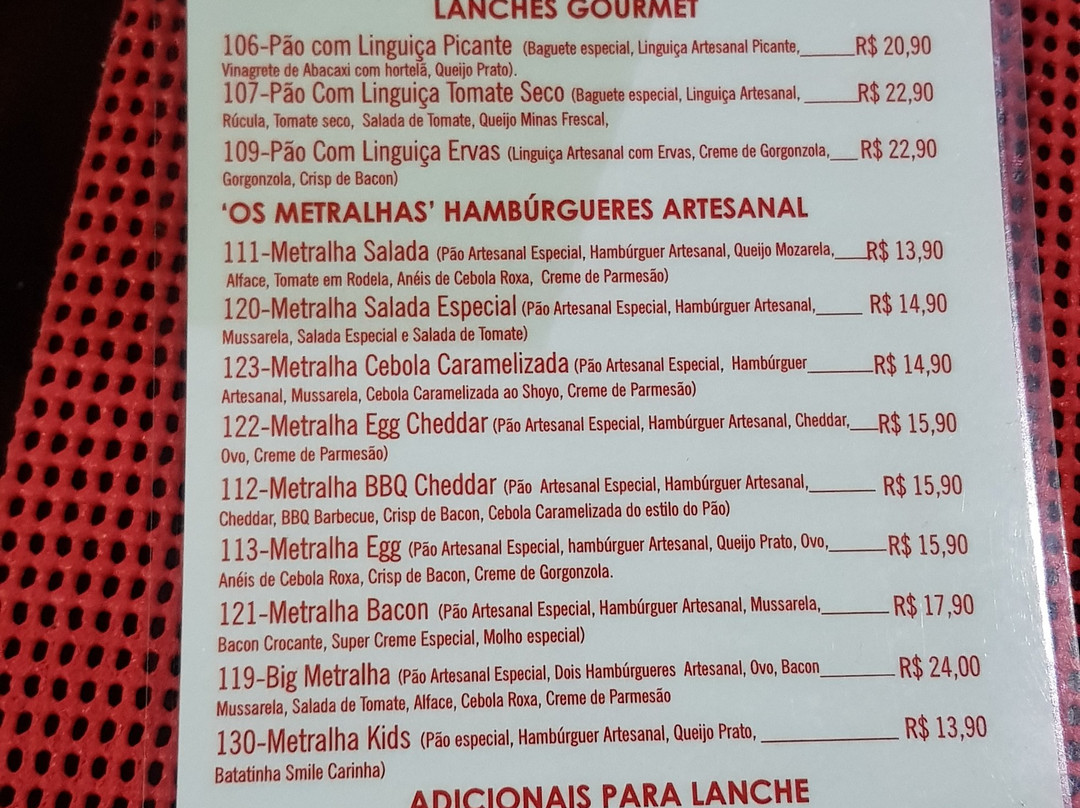 LANCHES GOURMET
106-Pão com Linguiça Picante (Baguete especial, Linguiça Artesanal Picante,______R$ 20,90
Vinagrete de Abacaxi com hortelã, Queijo Prato).
107-Pão Com Linguiça Tomate Seco (Baguete especial, Linguiça Artesanal, ______R$ 22,90
Rúcula, Tomate seco, Salada de Tomate, Queijo Minas Frescal,
109-Pão Com Linguiça Ervas (Linguiça Artesanal com Ervas, Creme de Gorgonzola,___R$ 22,90
Gorgonzola, Crisp de Bacon)
‘OS METRALHAS’ HAMBÚRGUERES ARTESANAL
111-Metralha Salada (Pão Artesanal Especial, Hambúrguer Artesanal, Queijo Mozarela,___R$ 13,90
Alface, Tomate em Rodela, Anéis de Cebola Roxa, Creme de Parmesão)
120-Metralha Salada Especial (Pão Artesanal Especial, Hambúrguer Artesanal,_____ R$ 14,90
Mussarela, Salada Especial e Salada de Tomate)
123-Metralha Cebola Caramelizada (Pão Artesanal Especial, Hambúrguer_______R$ 14,90
Artesanal, Mussarela, Cebola Caramelizada ao Shoyo, Creme de Parmesão)
122-Metralha Egg Cheddar (Pão Artesanal Especial, Hambúrguer Artesanal, Cheddar,___R$ 15,90
Ovo, Creme de Parmesão)
112-Metralha BBQ Cheddar (Pão Artesanal Especial, Hambúrguer Artesanal,_______ R$ 15,90
Cheddar, BBQ Barbecue, Crisp de Bacon, Cebola Caramelizada do estilo do Pão)
113-Metralha Egg (Pão Artesanal Especial, hambúrguer Artesanal, Queijo Prato, Ovo,______R$ 15,90
Anéis de Cebola Roxa, Crisp de Bacon, Creme de Gorgonzola.
121-Metralha Bacon (Pão Artesanal Especial, Hambúrguer Artesanal, Mussarela,_______ R$ 17,90
Bacon Crocante, Super Creme Especial, Molho especial)
119-Big Metralha (Pão Artesanal Especial, Dois Hambúrgueres Artesanal, Ovo, Bacon________R$ 24,00
Mussarela, Salada de Tomate, Alface, Cebola Roxa, Creme de Parmesão
130-Metralha Kids (Pão especial, Hambúrguer Artesanal, Queijo Prato, ______________ R$ 13,90
Batatinha Smile Carinha)
ADICIONAIS PARA LANCHE